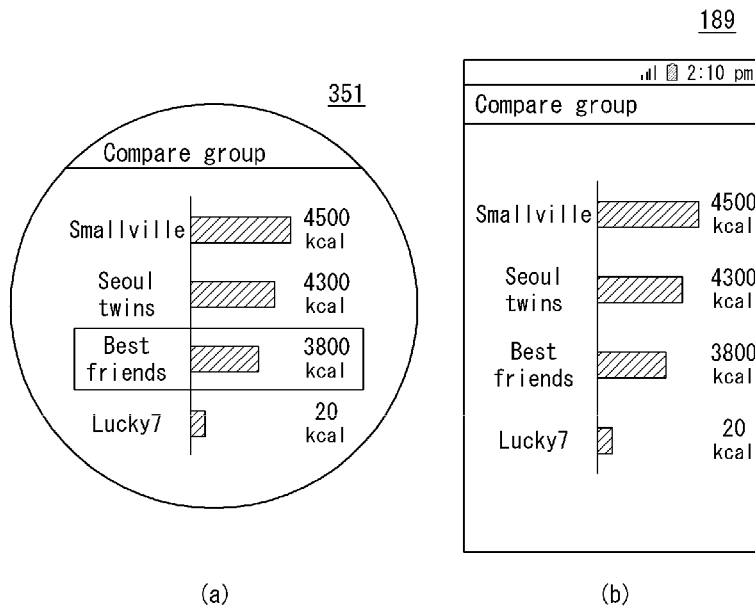 189
351
2:10 pm
Compare group
Compare group
Smallville
4500
kcal
Seoul
twins
4300
kcal
Best
friends
3800
kcal
Lucky7
20
kcal
Smallville
4500
kcal
Seoul
twins
4300
kcal
Best
friends
3800
kcal
Lucky7
20
kcal
(a)
(b)